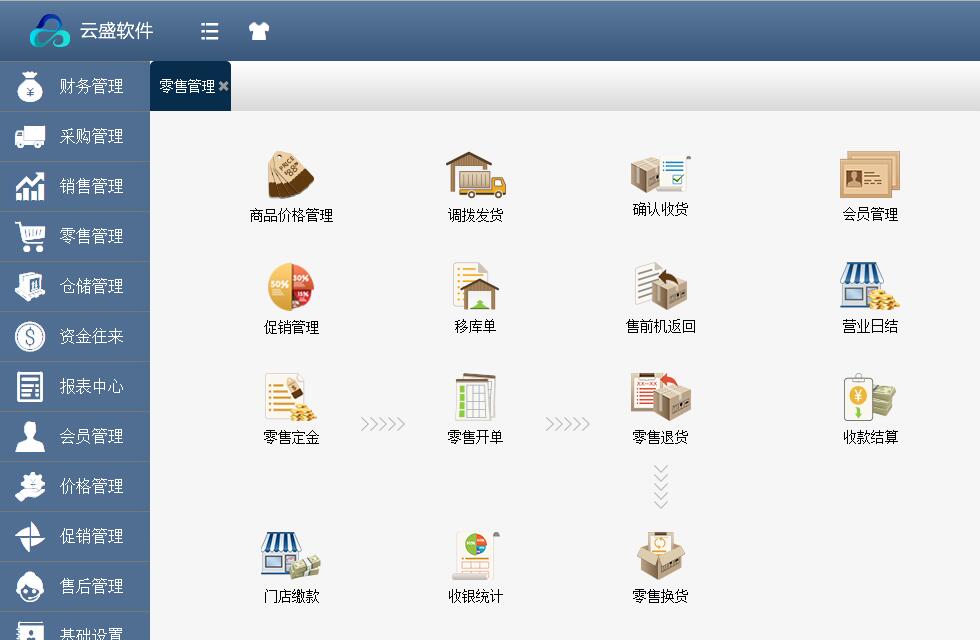 云盛软件
财务管理
采购管理
销售管理
零售管理
仓储管理
资金往来
报表中心
会员管理
价格管理
促销管理
售后管理
基础设置
零售管理
商品价格管理
调拨发货
确认收货
会员管理
促销管理
移库单
售前机返回
营业日结
零售定金
零售开单
零售退货
收款结算
门店缴款
收银统计
零售换货